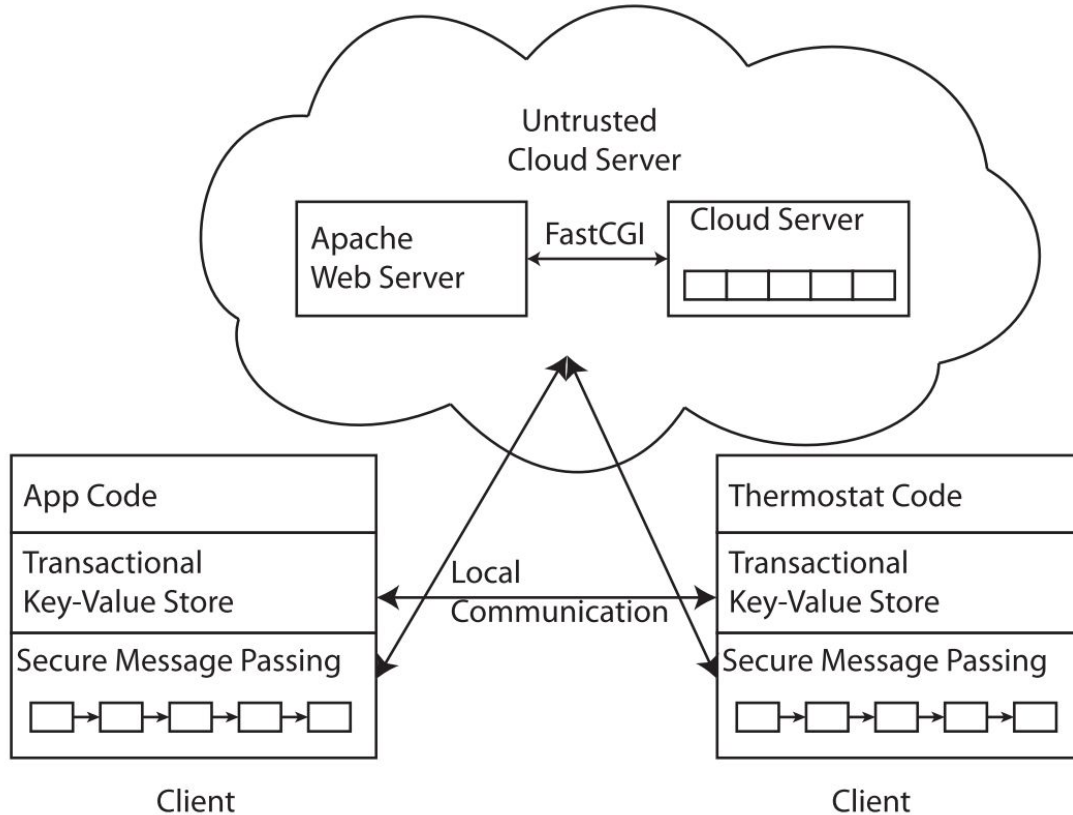 Untrusted
Cloud Server
Apache
Web Server
FastCGI
Cloud Server
App Code
Transactional
Key-Value Store
Secure Message Passing
Client
Local
Communication
Thermostat Code
Transactional
Key-Value Store
Secure Message Passing
Client